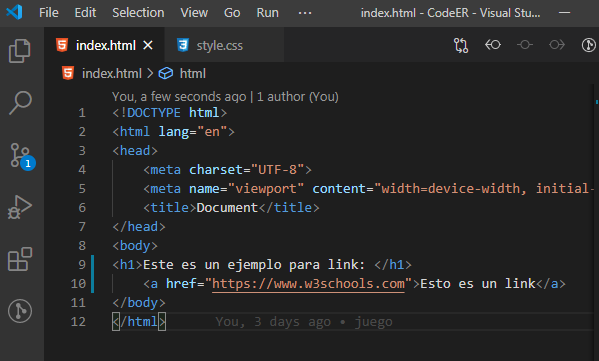 File Edit Selection View Go Run ··· index.html - CodeER - Visual Stu...
index.html × style.css
index.html > html
You, a few seconds ago | 1 author (You)
1 <!DOCTYPE html>
2 <html lang="en">
3 <head>
4 <meta charset="UTF-8">
5 <meta name="viewport" content="width=device-width, initial-
6 <title>Document</title>
7 </head>
8 <body>
9 <h1>Este es un ejemplo para link: </h1>
10 <a href="https://www.w3schools.com">Esto es un link</a>
11 </body>
12 </html> You, 3 days ago • juego
1